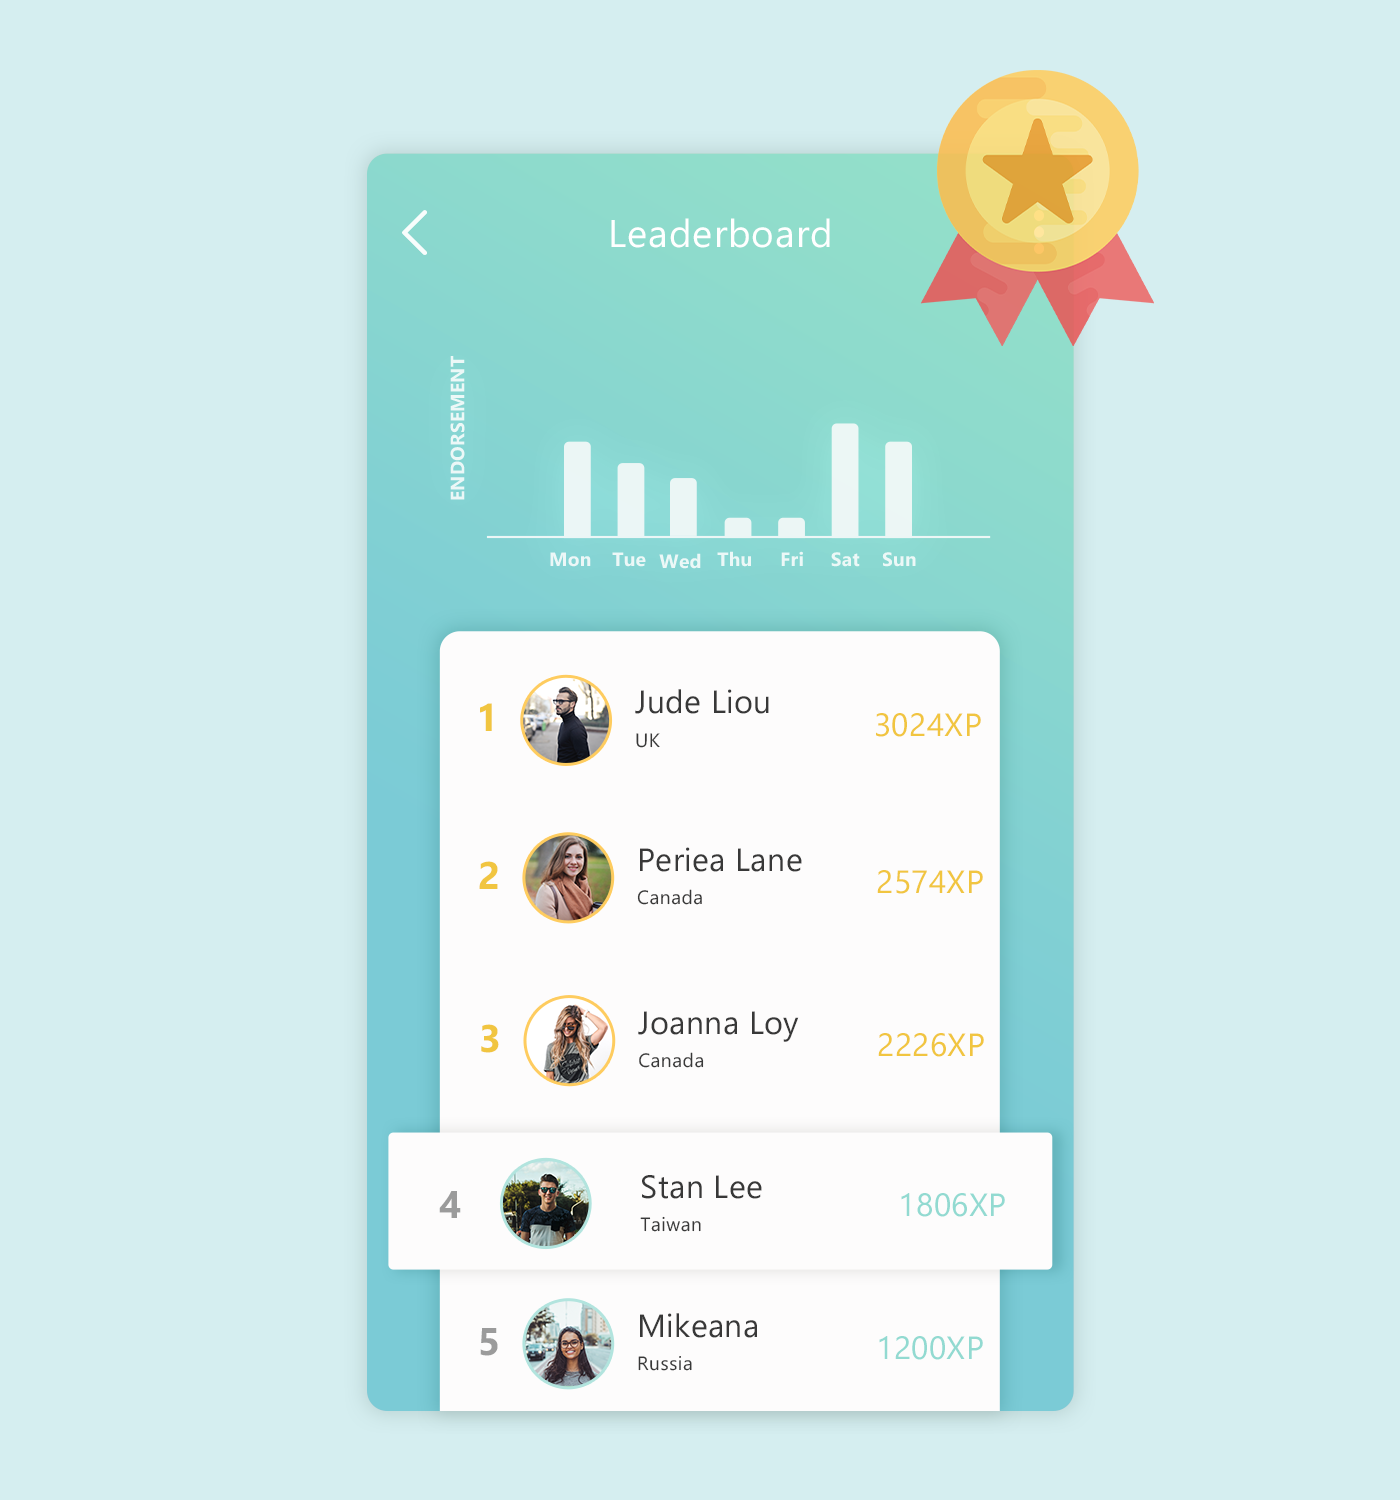 Leaderboard
ENDORSEMENT
Mon Tue Wed Thu Fri Sat Sun
1
Jude Liou
UK
3024XP
2
Periea Lane
Canada
2574XP
3
Joanna Loy
Canada
2226XP
4
Stan Lee
Taiwan
1806XP
5
Mikeana
Russia
1200XP